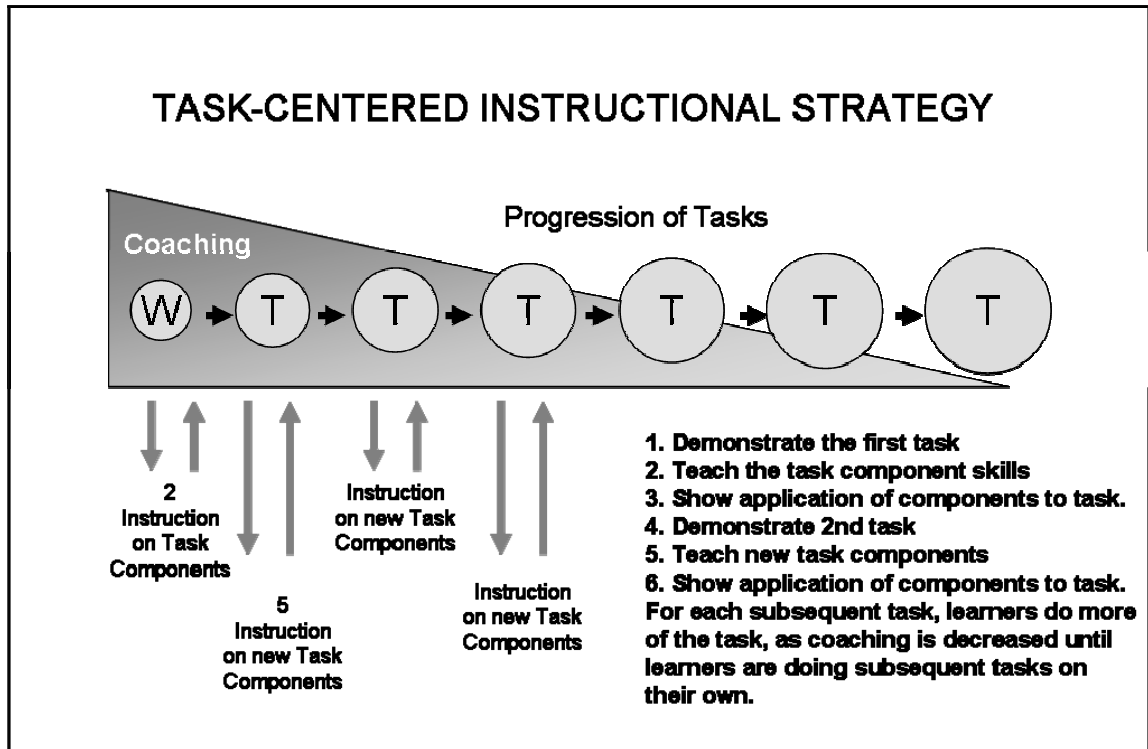 TASK-CENTERED INSTRUCTIONAL STRATEGY
Progression of Tasks
Coaching
W T T T T T T
2
Instruction
on Task
Components
5
Instruction
on new Task
Components
Instruction
on new Task
Components
Instruction
on new Task
Components
1. Demonstrate the first task
2. Teach the task component skills
3. Show application of components to task.
4. Demonstrate 2nd task
5. Teach new task components
6. Show application of components to task.
For each subsequent task, learners do more
of the task, as coaching is decreased until
learners are doing subsequent tasks on
their own.